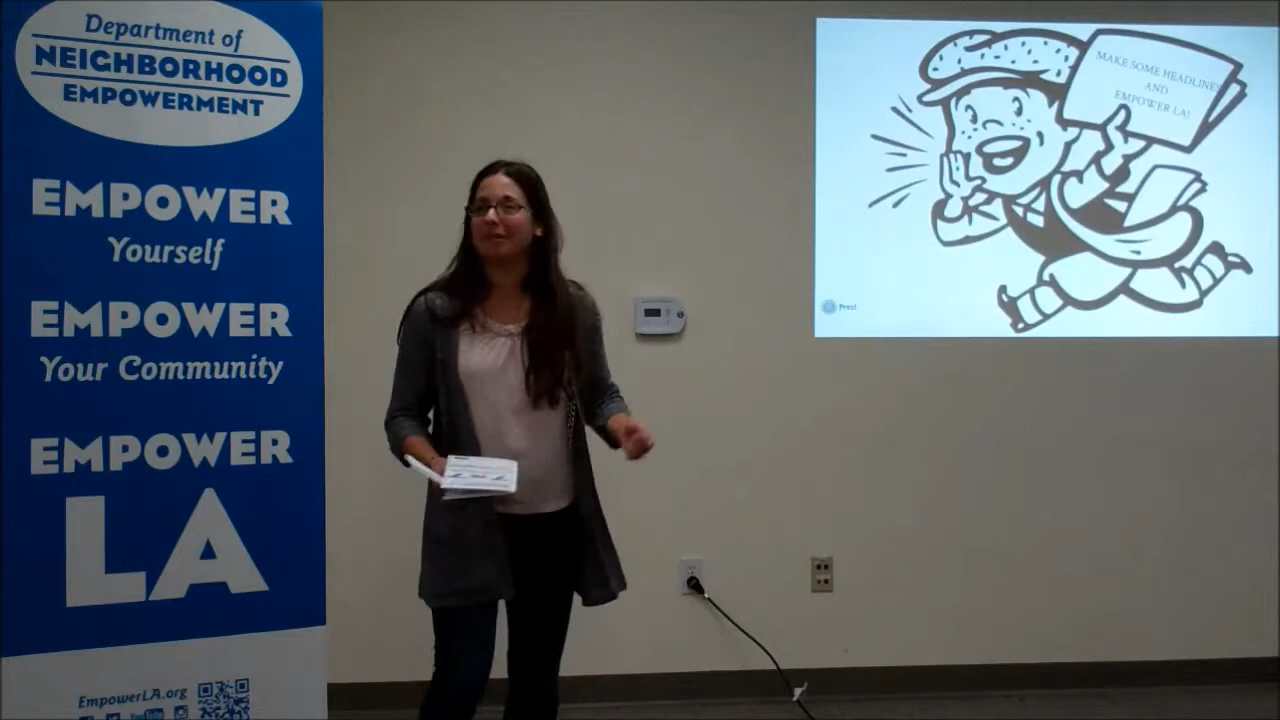 Department of
NEIGHBORHOOD
EMPOWERMENT
EMPOWER
Yourself
EMPOWER
Your Community
EMPOWER
LA
EmpowerLA.org
YouTube
MAKE SOME HEADLINES
AND
EMPOWER LA!
Prezi